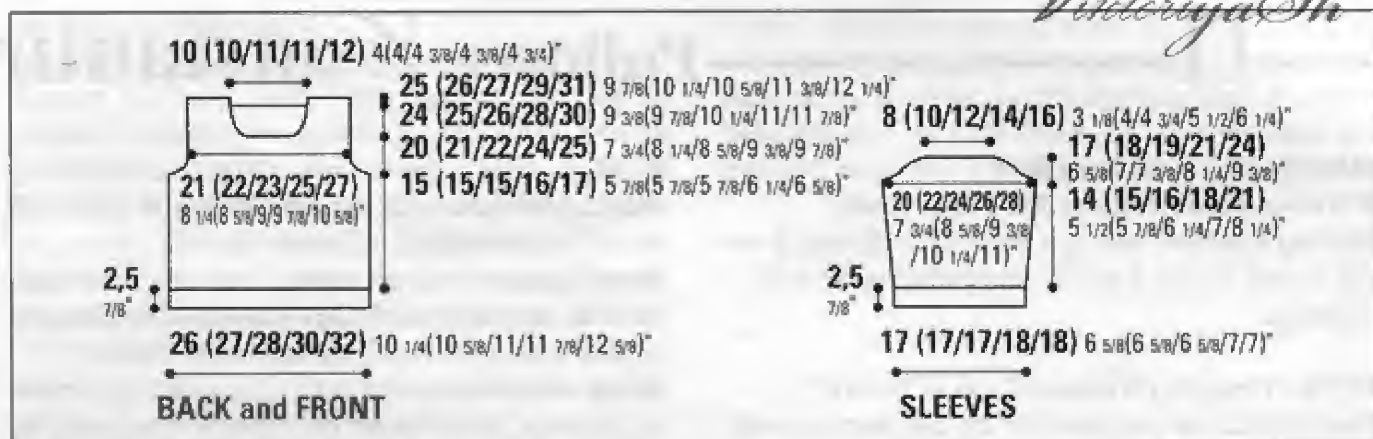 Viktoriya Sh
10 (10/11/11/12) 4(4/4 3/8/4 3/8/4 3/4)"
25 (26/27/29/31) 9 7/8(10 1/4/10 5/8/11 3/8/12 1/4)"
24 (25/26/28/30) 9 3/8(9 7/8/10 1/4/11/11 7/8)"
20 (21/22/24/25) 7 3/4(8 1/4/8 5/8/9 3/8/9 7/8)"
15 (15/15/16/17) 5 7/8(5 7/8/5 7/8/6 1/4/6 5/8)"
21 (22/23/25/27)
8 1/4(8 5/8/9/9 7/8/10 5/8)"
2,5
7/8"
26 (27/28/30/32) 10 1/4(10 5/8/11/11 7/8/12 5/8)"
BACK and FRONT
8 (10/12/14/16) 3 1/8(4/4 3/4/5 1/2/6 1/4)"
17 (18/19/21/24)
6 5/8(7/7 3/8/8 1/4/9 3/8)"
14 (15/16/18/21)
5 1/2(5 7/8/6 1/4/7/8 1/4)"
20 (22/24/26/28)
7 3/4(8 5/8/9 3/8
/10 1/4/11)"
2,5
7/8"
17 (17/17/18/18) 6 5/8(6 5/8/6 5/8/7/7)"
SLEEVES